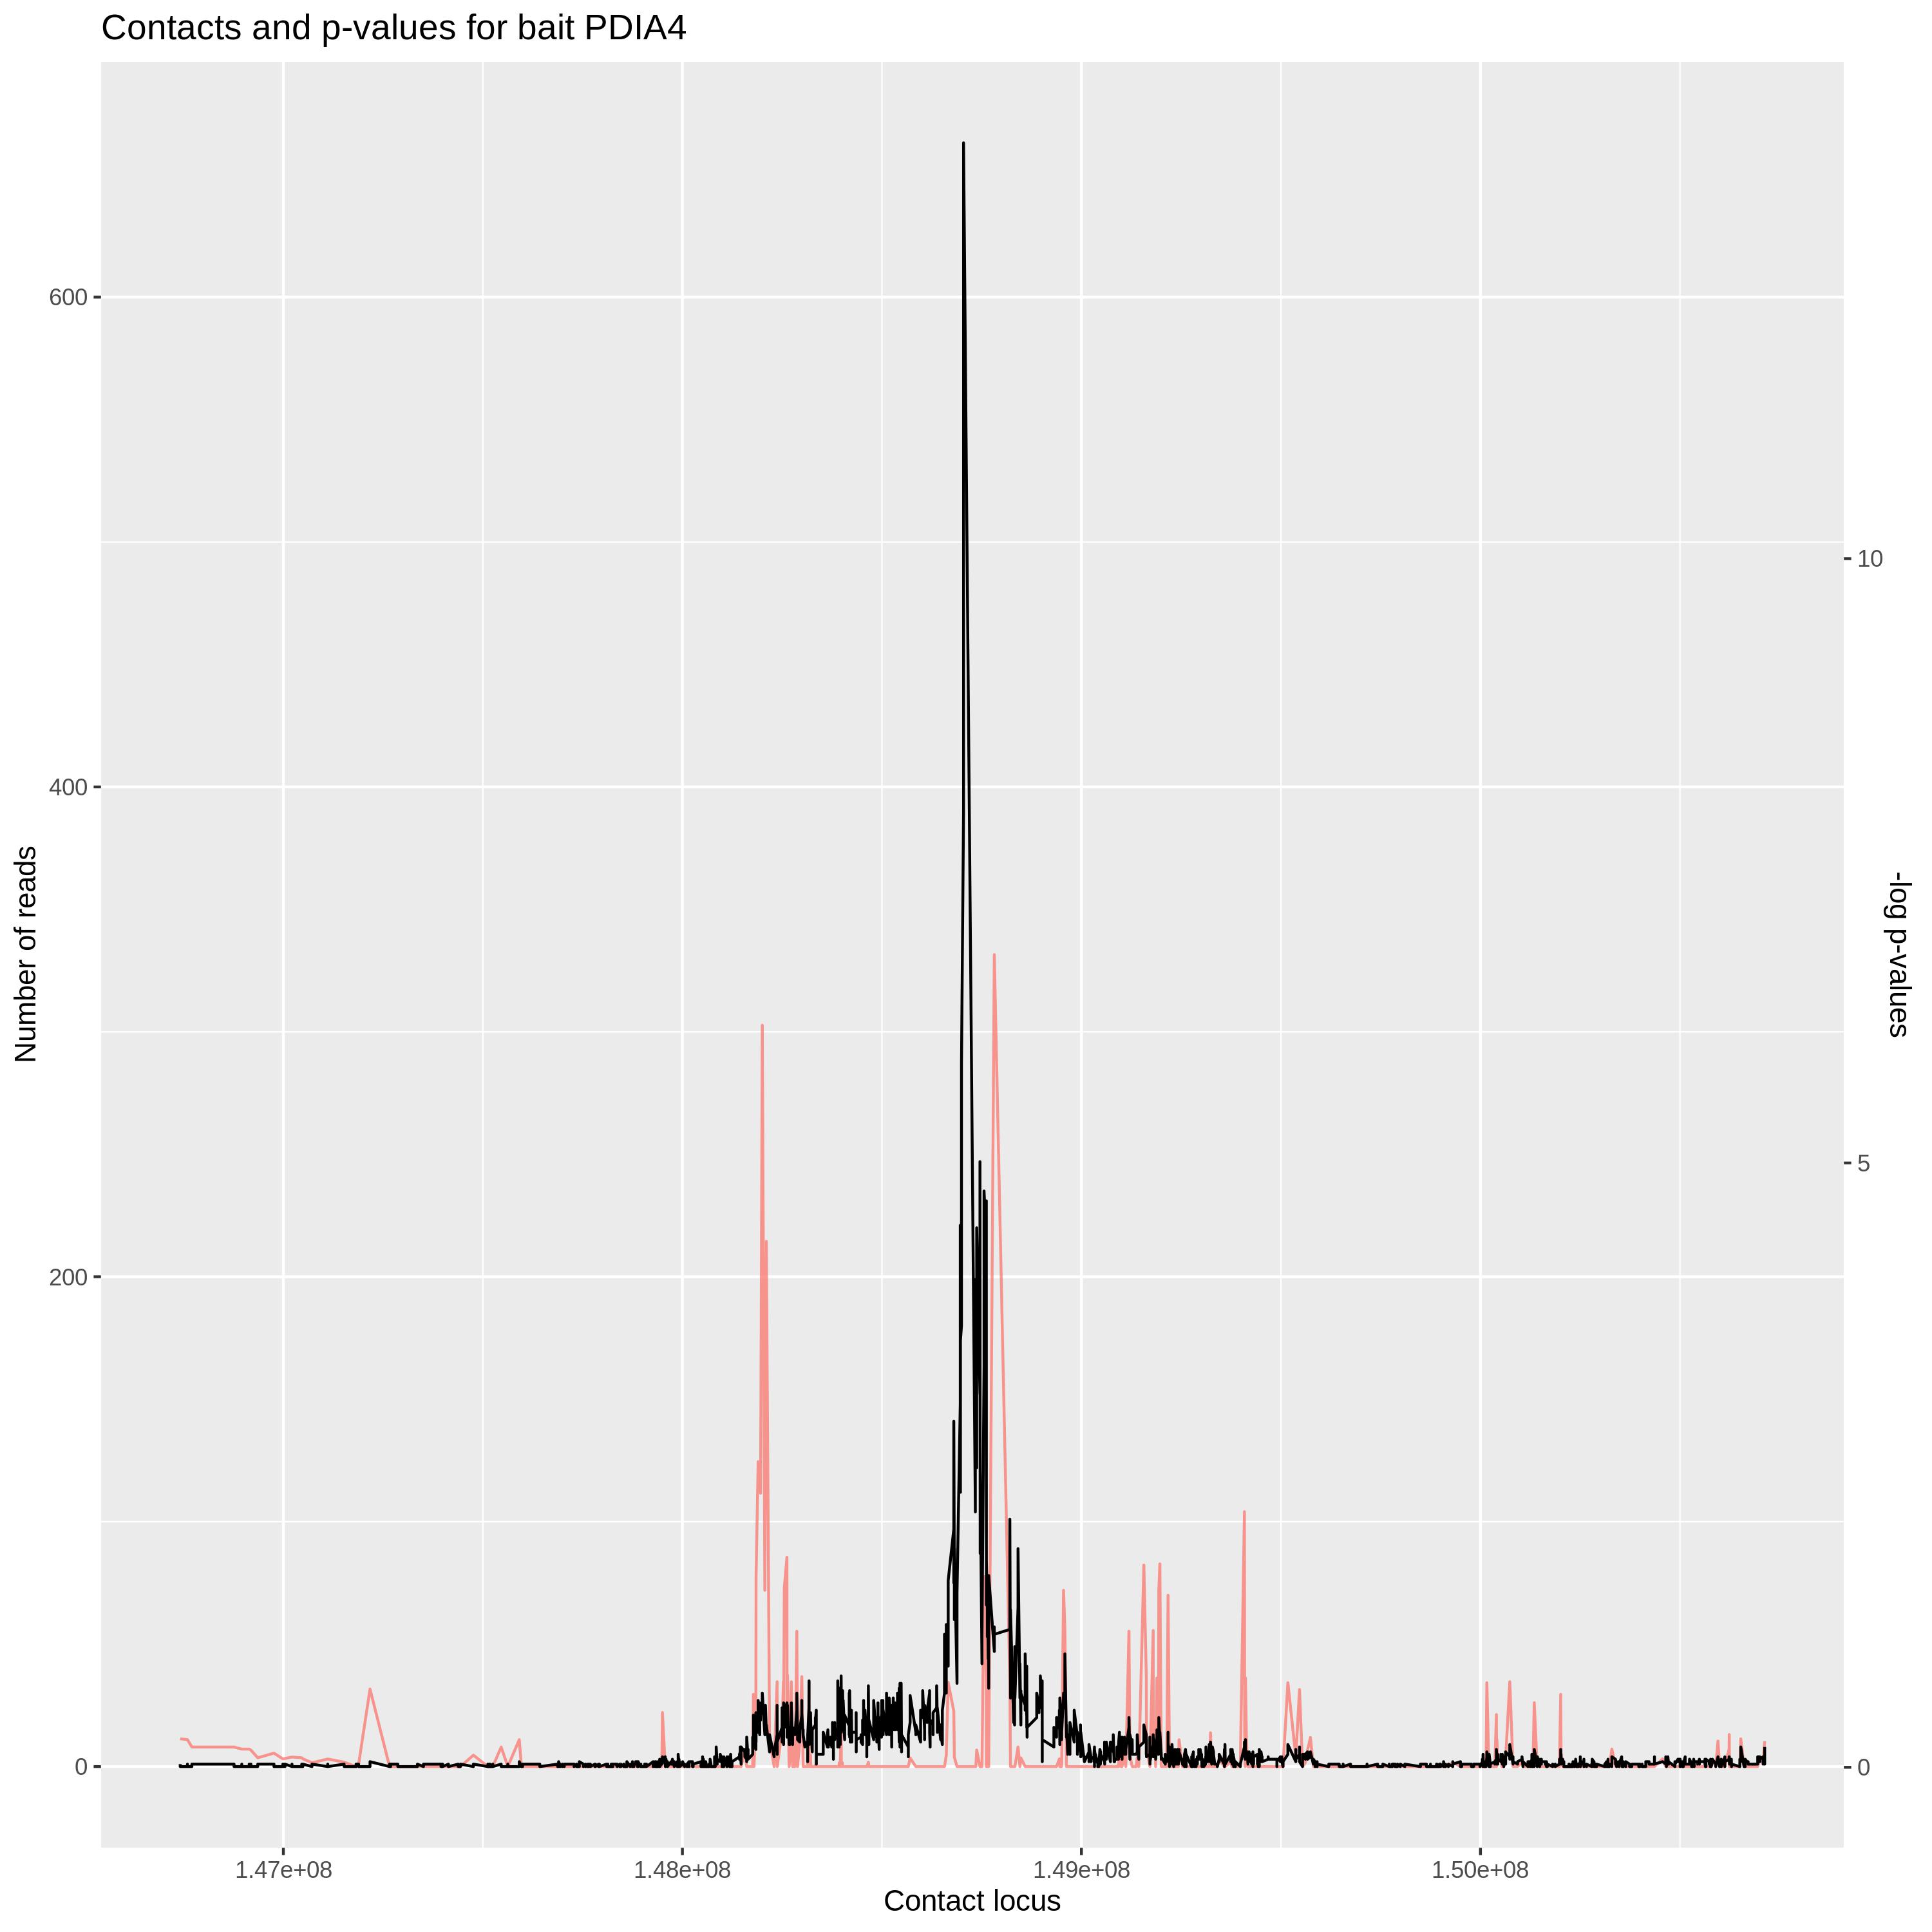 Contacts and p-values for bait PDIA4
600
400
200
0
10
5
0
Number of reads
-log p-values
1.47e+08
1.48e+08
1.49e+08
1.50e+08
Contact locus